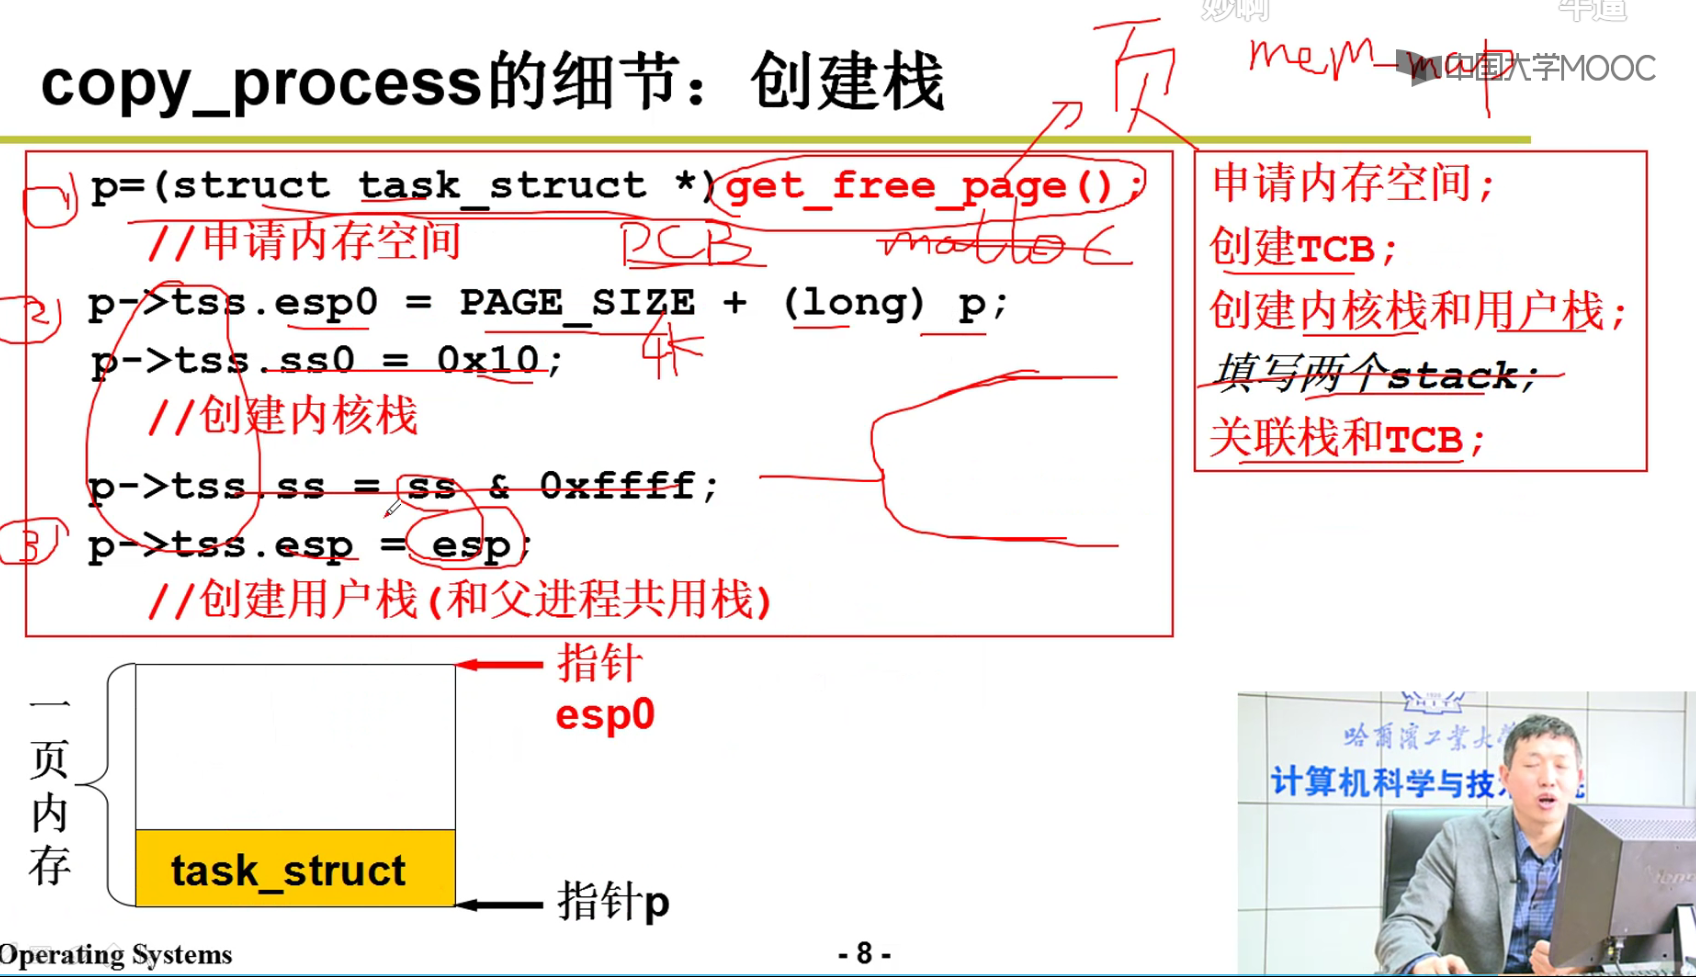 妙啊 牛逼
copy_process的细节：创建栈
页 mem_map
中国大学MOOC
1 p=(struct task_struct *)get_free_page();
//申请内存空间 PCB malloc
2 p->tss.esp0 = PAGE_SIZE + (long) p;
4K
p->tss.ss0 = 0x10;
//创建内核栈
p->tss.ss = ss & 0xffff;
3 p->tss.esp = esp;
//创建用户栈(和父进程共用栈)
申请内存空间;
创建TCB;
创建内核栈和用户栈;
填写两个stack;
关联栈和TCB;
一页内存
指针
esp0
task_struct
指针p
HIT
哈尔滨工业大学
计算机科学与技
Operating Systems
- 8 -